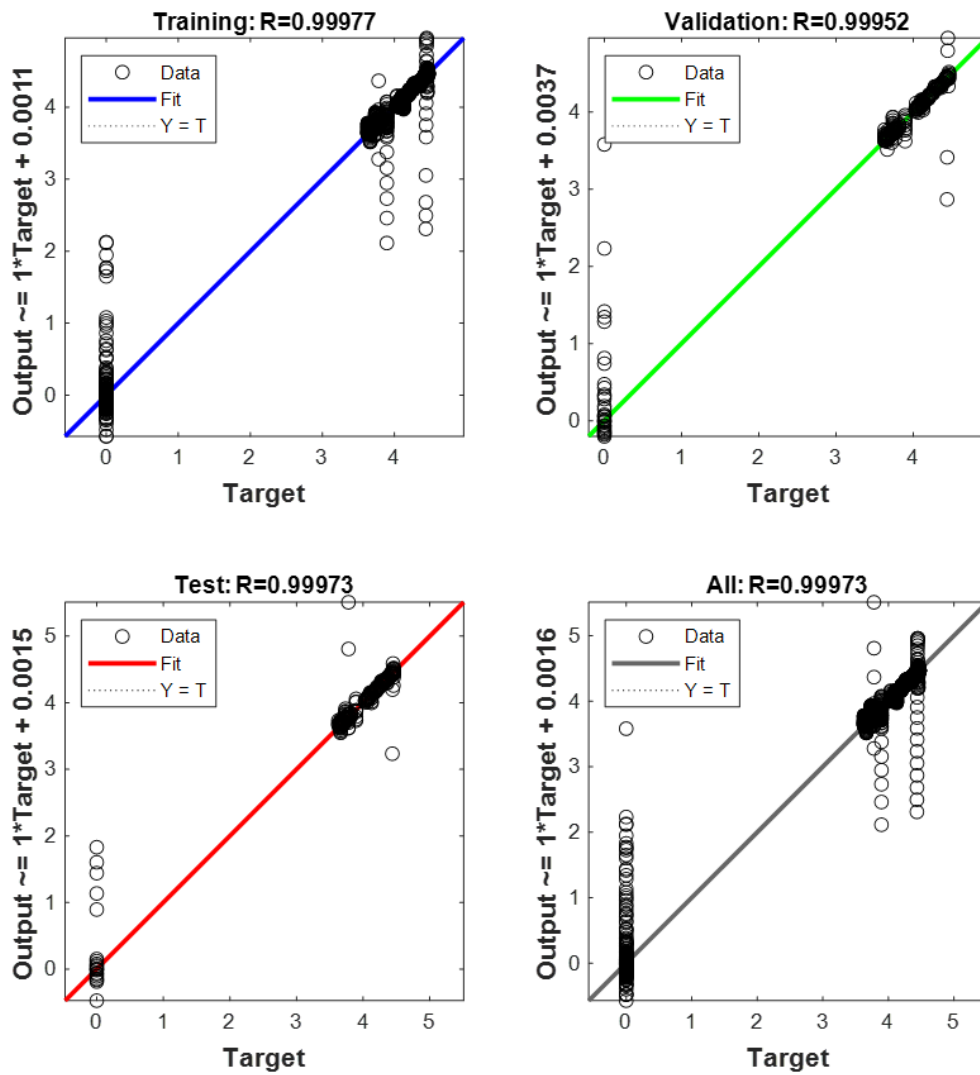 Training: R=0.99977
Output ~= 1*Target + 0.0011
Data
Fit
Y = T
4
3
2
1
0
0 1 2 3 4
Target
Validation: R=0.99952
Output ~= 1*Target + 0.0037
Data
Fit
Y = T
4
3
2
1
0
0 1 2 3 4
Target
Test: R=0.99973
Output ~= 1*Target + 0.0015
Data
Fit
Y = T
5
4
3
2
1
0
0 1 2 3 4 5
Target
All: R=0.99973
Output ~= 1*Target + 0.0016
Data
Fit
Y = T
5
4
3
2
1
0
0 1 2 3 4 5
Target